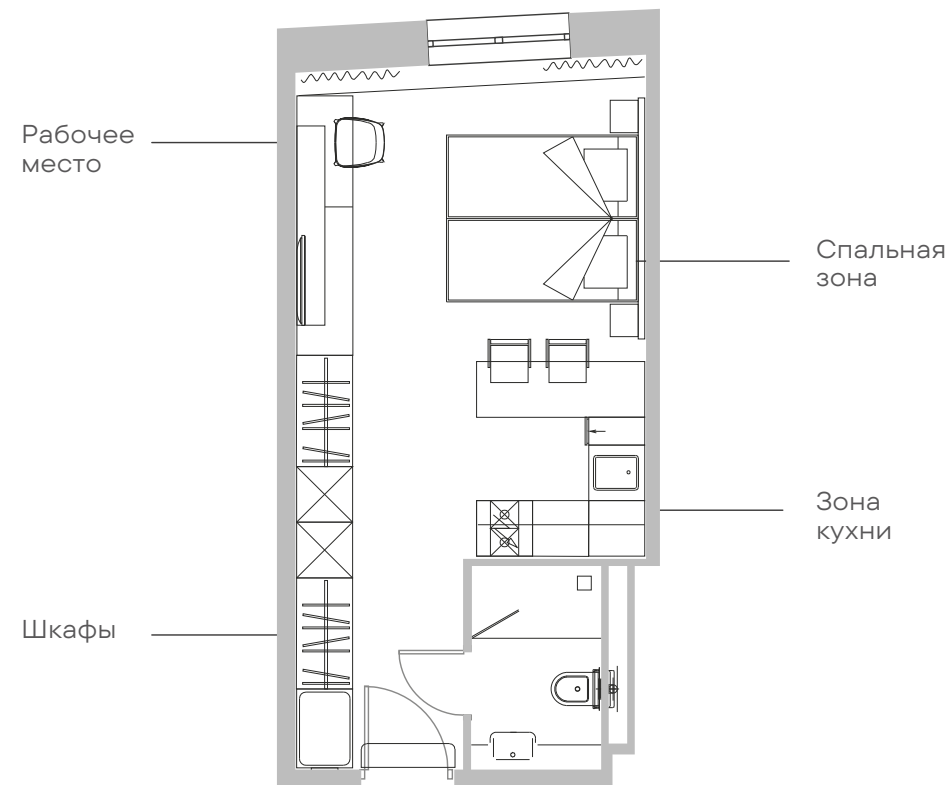 Рабочее
место
Спальная
зона
Зона
кухни
Шкафы